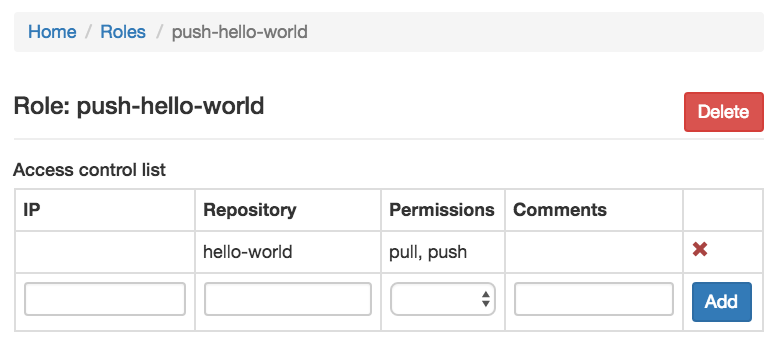 Home / Roles / push-hello-world
Role: push-hello-world
Delete
Access control list
IP Repository Permissions Comments
hello-world pull, push
Add